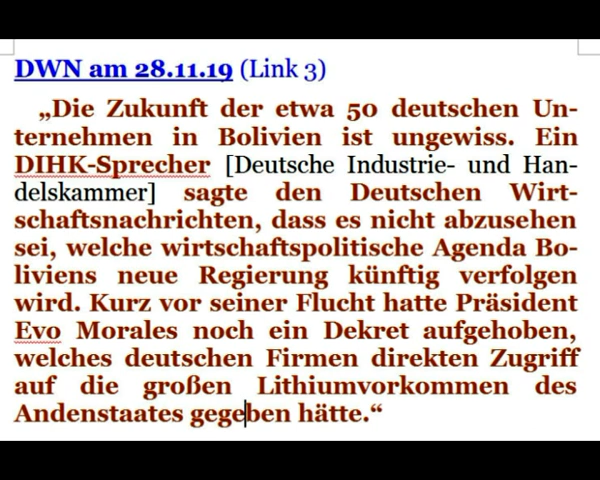 DWN am 28.11.19 (Link 3)
„Die Zukunft der etwa 50 deutschen Un-
ternehmen in Bolivien ist ungewiss. Ein
DIHK-Sprecher [Deutsche Industrie- und Han-
delskammer] sagte den Deutschen Wirt-
schaftsnachrichten, dass es nicht abzusehen
sei, welche wirtschaftspolitische Agenda Bo-
liviens neue Regierung künftig verfolgen
wird. Kurz vor seiner Flucht hatte Präsident
Evo Morales noch ein Dekret aufgehoben,
welches deutschen Firmen direkten Zugriff
auf die großen Lithiumvorkommen des
Andenstaates gegeben hätte.“